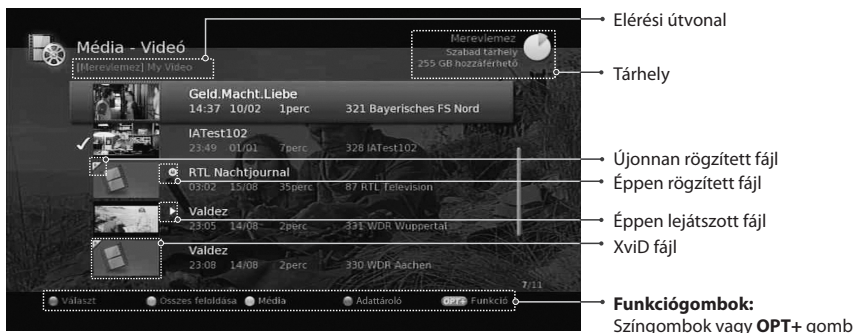 Média - Videó
[Merevlemez] My Video
Merevlemez
Szabad tárhely
255 GB hozzáférhető
Elérési útvonal
Tárhely
Geld.Macht.Liebe
14:37 10/02 1perc 321 Bayerisches FS Nord
IATest102
23:49 01/01 7perc 328 IATest102
RTL Nachtjournal
03:02 15/08 35perc 87 RTL Television
Valdez
23:05 14/08 2perc 331 WDR Wuppertal
Valdez
23:08 14/08 2perc 330 WDR Aachen
7/11
Újonnan rögzített fájl
Éppen rögzített fájl
Éppen lejátszott fájl
XviD fájl
Választ Összes feloldása Média Adattároló OPT+ Funkció
Funkciógombok:
Színgombok vagy OPT+ gomb